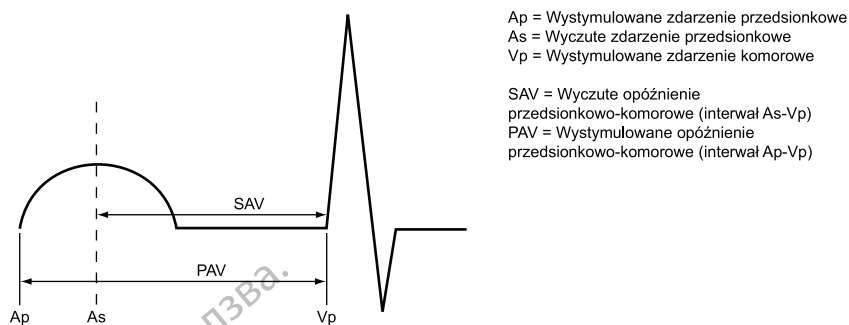 Ap = Wystymulowane zdarzenie przedsionkowe
As = Wyczute zdarzenie przedsionkowe
Vp = Wystymulowane zdarzenie komorowe
SAV = Wyczute opóźnienie
przedsionkowo-komorowe (interwał As-Vp)
PAV = Wystymulowane opóźnienie
przedsionkowo-komorowe (interwał Ap-Vp)
SAV
PAV
Ap As Vp